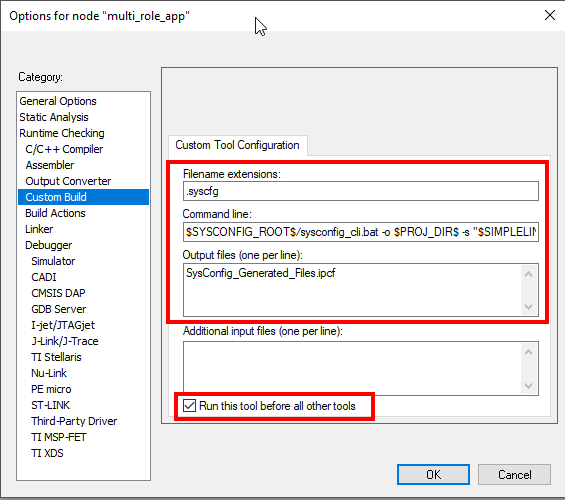 Options for node "multi_role_app"
Category:
General Options
Static Analysis
Runtime Checking
C/C++ Compiler
Assembler
Output Converter
Custom Build
Build Actions
Linker
Debugger
Simulator
CADI
CMSIS DAP
GDB Server
I-jet/JTAGjet
J-Link/J-Trace
TI Stellaris
Nu-Link
PE micro
ST-LINK
Third-Party Driver
TI MSP-FET
TI XDS
Custom Tool Configuration
Filename extensions:
.syscfg
Command line:
$SYSCONFIG_ROOT$/sysconfig_cli.bat -o $PROJ_DIR$ -s "$SIMPLELIN
Output files (one per line):
SysConfig_Generated_Files.ipcf
Additional input files (one per line):
Run this tool before all other tools
OK
Cancel